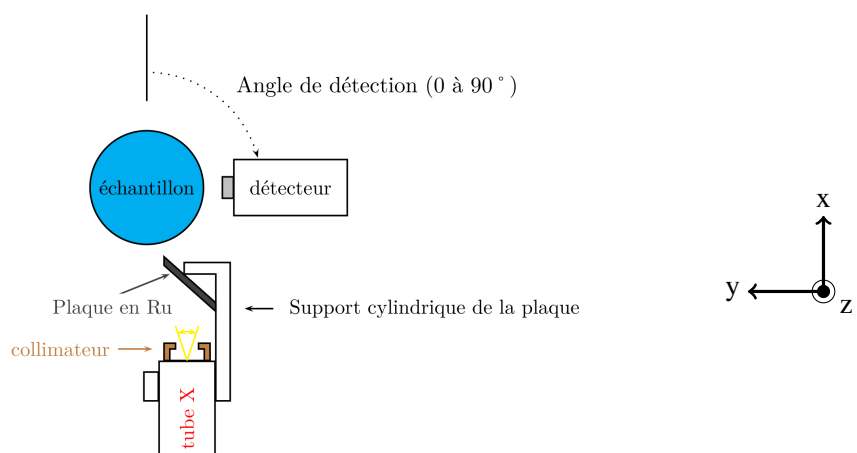 Angle de détection (0 à 90°)
échantillon
détecteur
x
y
z
Plaque en Ru
Support cylindrique de la plaque
collimateur
tube X